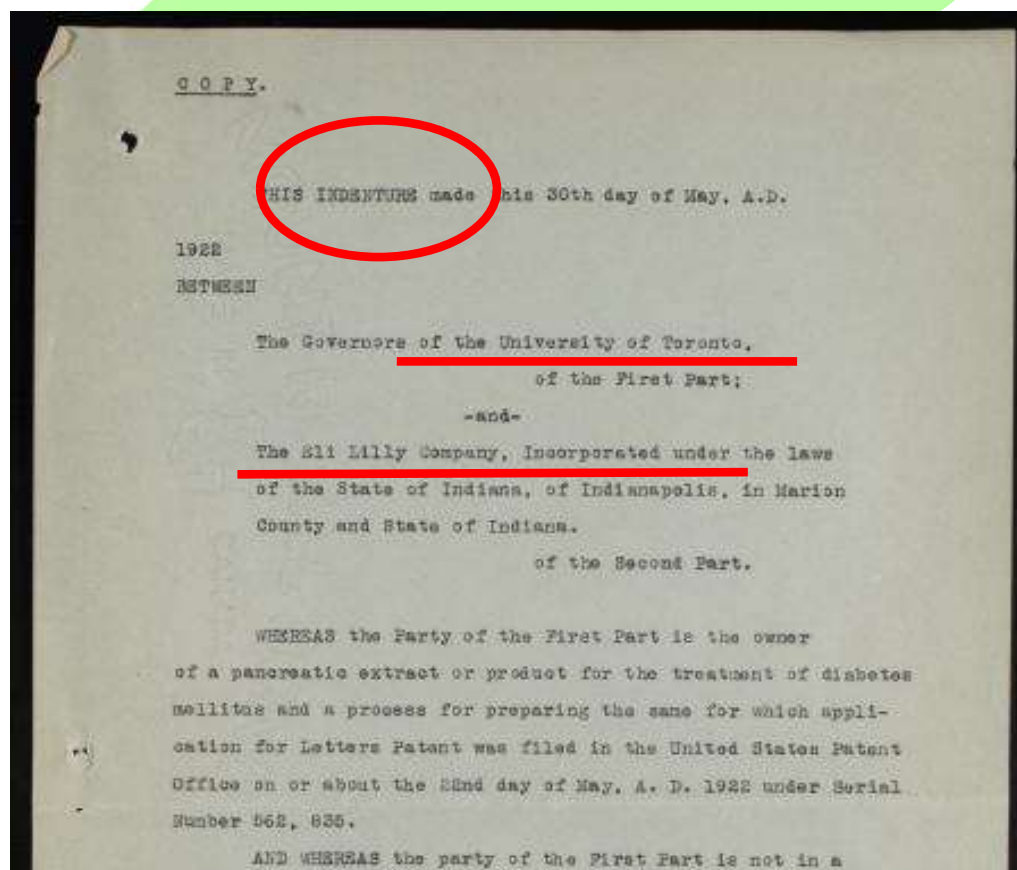 COPY.
THIS INDENTURE made this 30th day of May, A.D.
1922
BETWEEN
The Governors of the University of Toronto,
of the First Part;
-and-
The Eli Lilly Company, Incorporated under the laws
of the State of Indiana, of Indianapolis, in Marion
County and State of Indiana.
of the Second Part.
WHEREAS the Party of the First Part is the owner
of a pancreatic extract or product for the treatment of diabetes
mellitus and a process for preparing the same for which appli-
cation for Letters Patent was filed in the United States Patent
Office on or about the 22nd day of May, A. D. 1922 under Serial
Number 562, 835.
AND WHEREAS the party of the First Part is not in a